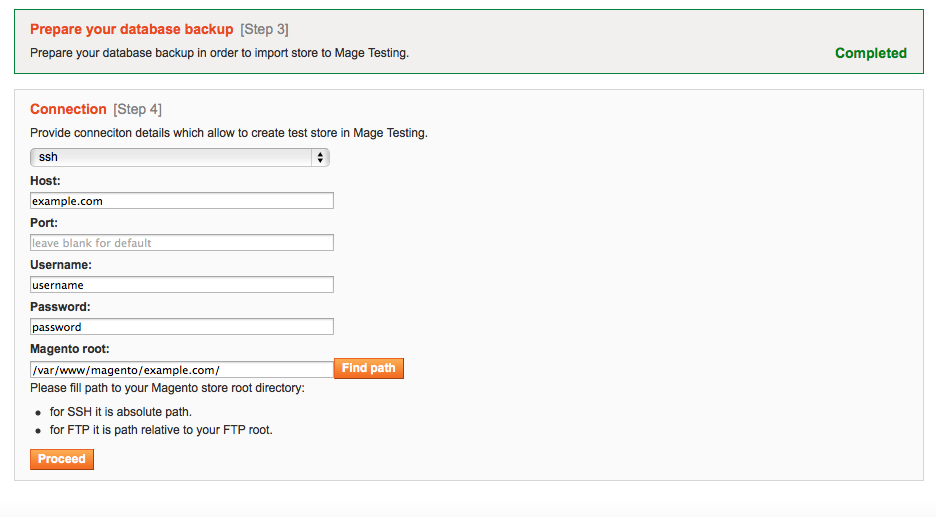 Prepare your database backup [Step 3]
Prepare your database backup in order to import store to Mage Testing.
Completed
Connection [Step 4]
Provide conneciton details which allow to create test store in Mage Testing.
ssh
Host:
example.com
Port:
leave blank for default
Username:
username
Password:
password
Magento root:
/var/www/magento/example.com/ Find path
Please fill path to your Magento store root directory:
• for SSH it is absolute path.
• for FTP it is path relative to your FTP root.
Proceed